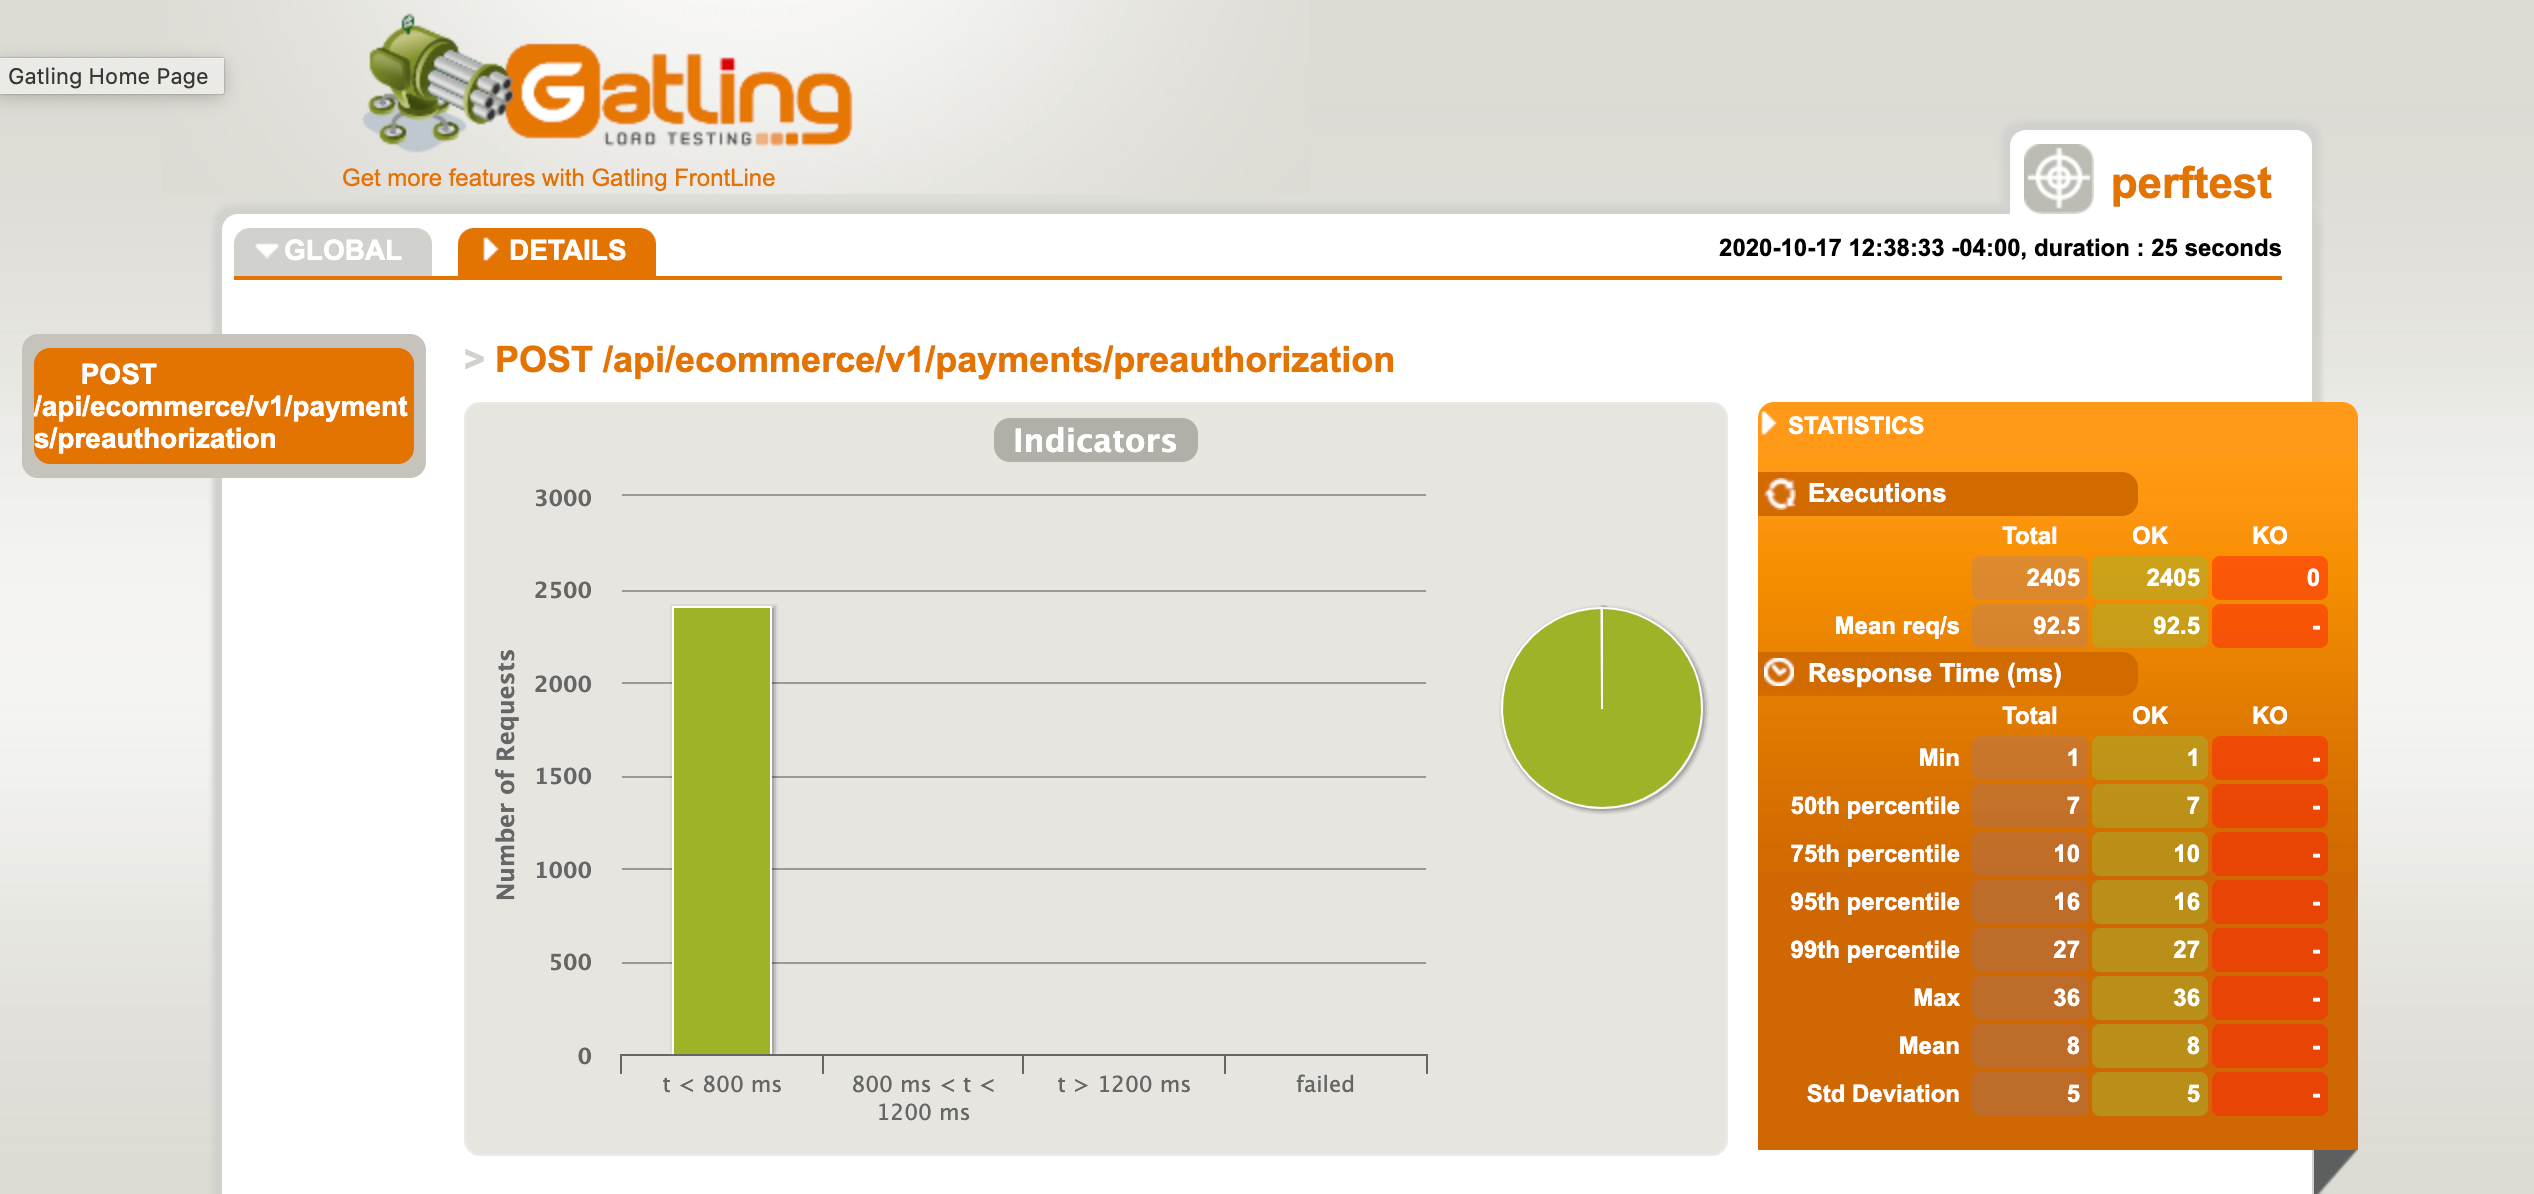 Gatling Home Page
Gatling
LOAD TESTING
Get more features with Gatling FrontLine
perftest
GLOBAL
DETAILS
2020-10-17 12:38:33 -04:00, duration : 25 seconds
POST
/api/ecommerce/v1/payment
s/preauthorization
> POST /api/ecommerce/v1/payments/preauthorization
Indicators
3000
2500
2000
1500
1000
500
0
Number of Requests
t < 800 ms
800 ms < t <
1200 ms
t > 1200 ms
failed
STATISTICS
Executions
Total OK KO
2405 2405 0
Mean req/s 92.5 92.5 -
Response Time (ms)
Total OK KO
Min 1 1 -
50th percentile 7 7 -
75th percentile 10 10 -
95th percentile 16 16 -
99th percentile 27 27 -
Max 36 36 -
Mean 8 8 -
Std Deviation 5 5 -